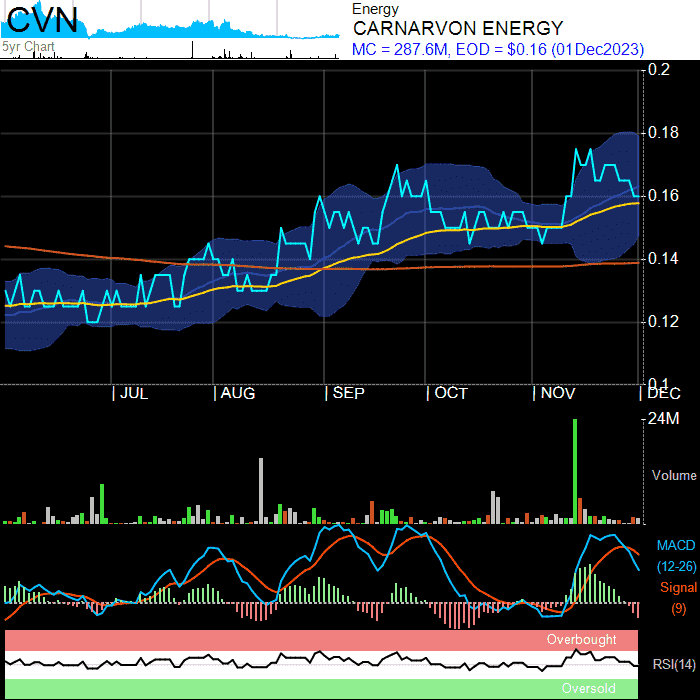 CVN
5yr Chart
Energy
CARNARVON ENERGY
MC = 287.6M, EOD = $0.16 (01Dec2023)
0.2
0.18
0.16
0.14
0.12
0.1
| JUL | AUG | SEP | OCT | NOV | DEC
24M
Volume
MACD
(12-26)
Signal
(9)
Overbought
RSI(14)
Oversold